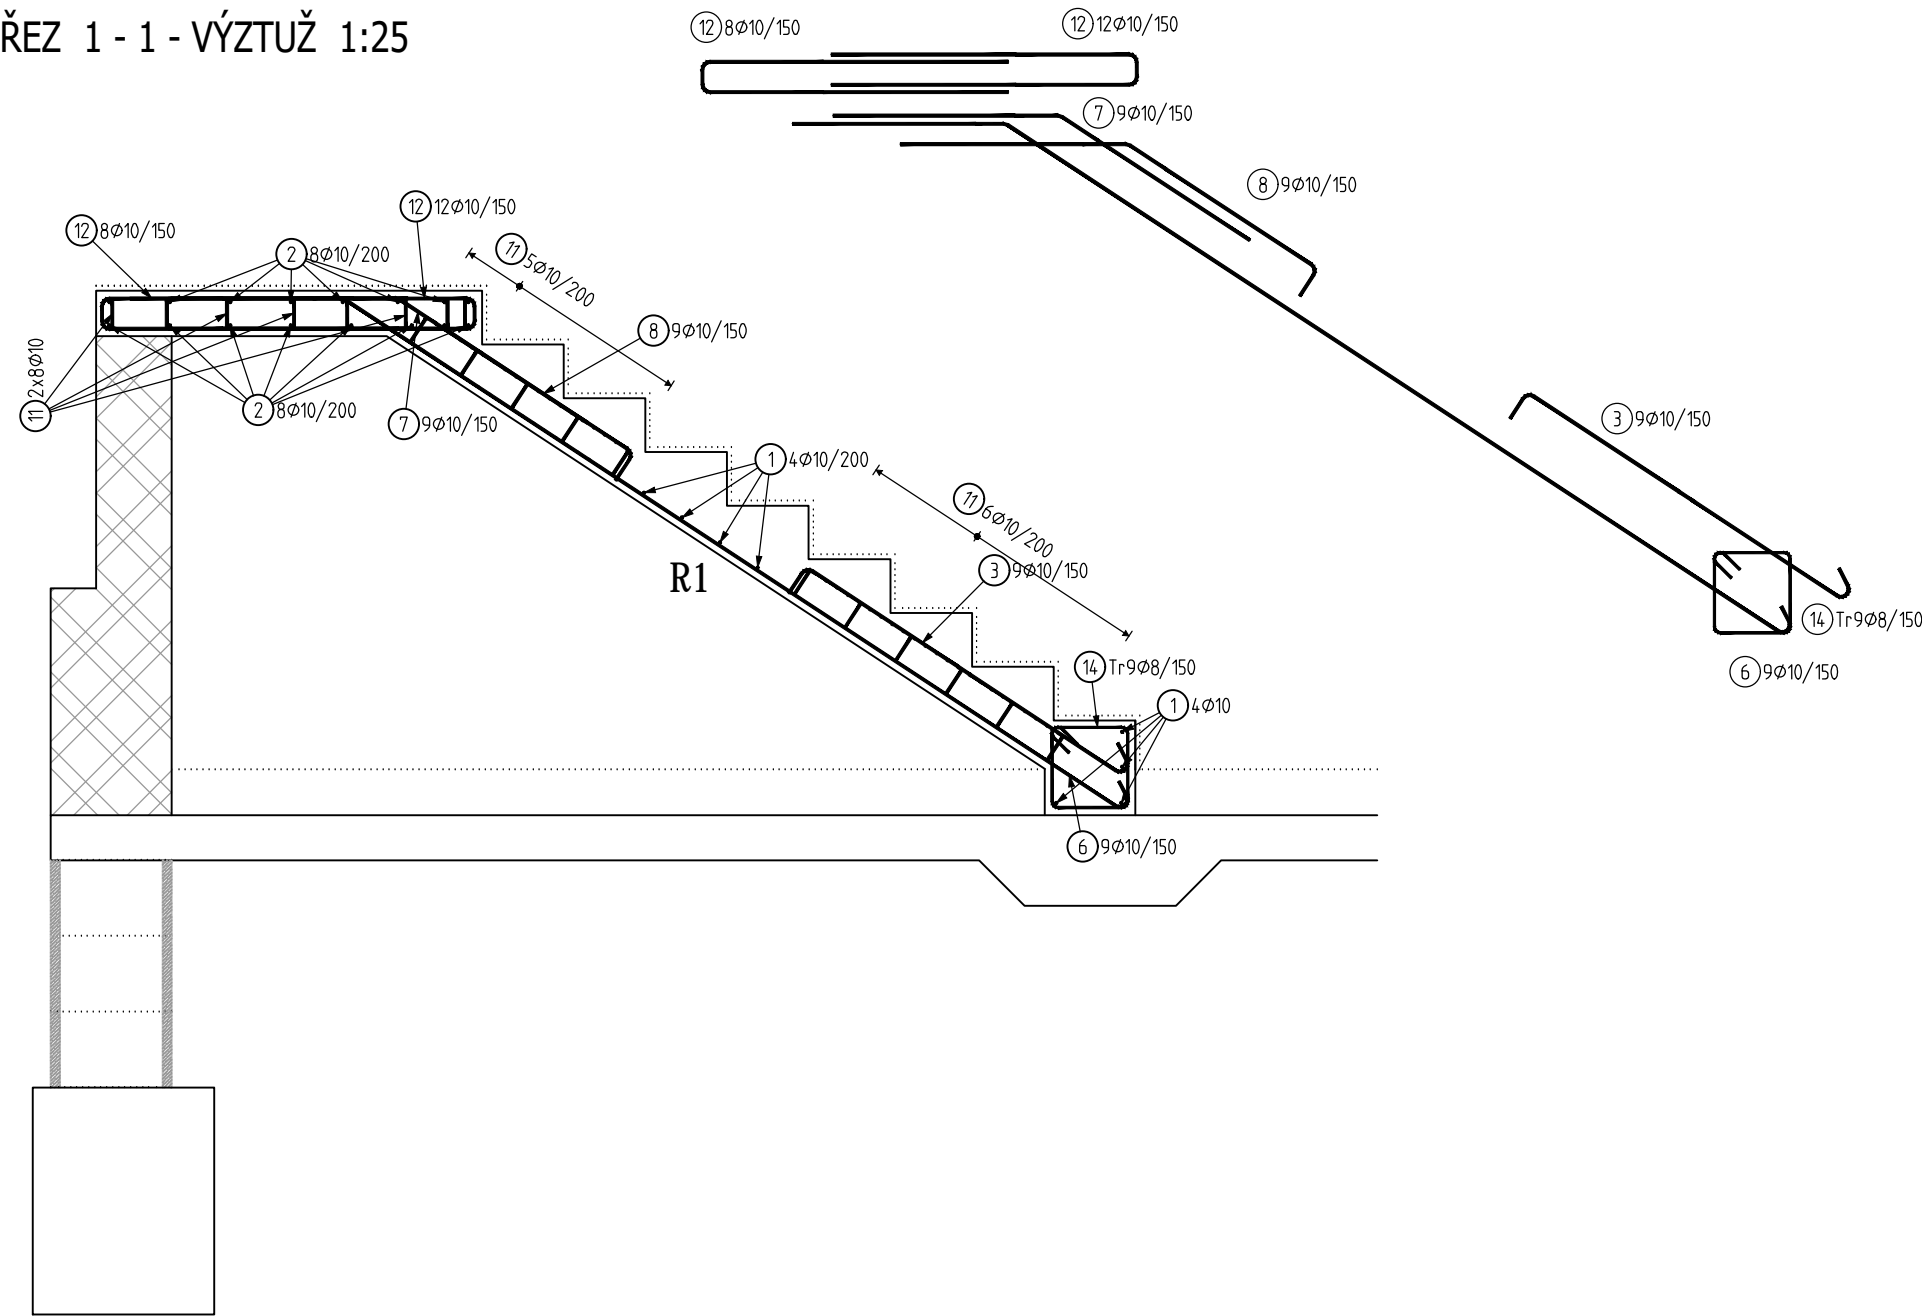 ŘEZ 1 - 1 - VÝZTUŽ 1:25
12 8Ø10/150
12 12Ø10/150
7 9Ø10/150
8 9Ø10/150
12 12Ø10/150
12 8Ø10/150
2 8Ø10/200
11 5Ø10/200
8 9Ø10/150
11 2x8Ø10
2 8Ø10/200
7 9Ø10/150
3 9Ø10/150
1 4Ø10/200
11 6Ø10/200
R1
3 9Ø10/150
14 Tr9Ø8/150
14 Tr9Ø8/150
6 9Ø10/150
1 4Ø10
6 9Ø10/150